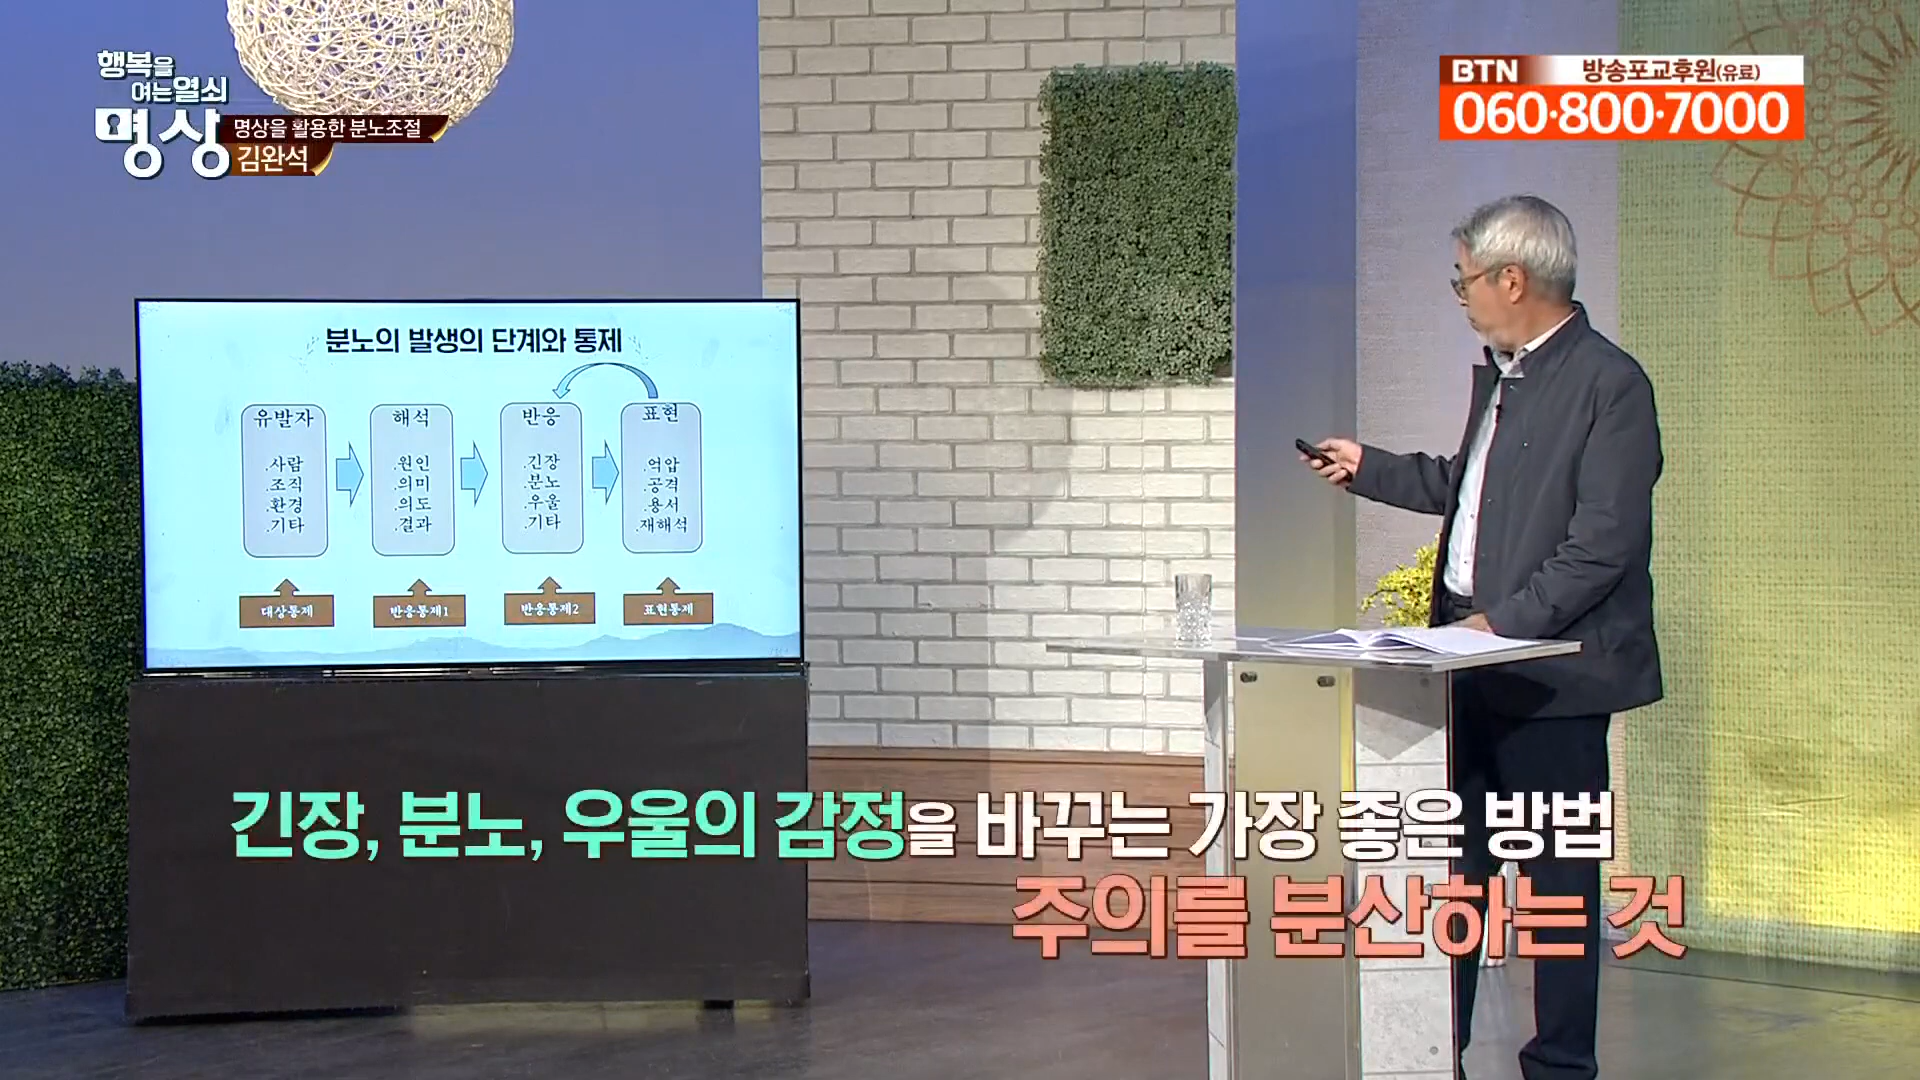 행복을
여는 열쇠
명상
명상을 활용한 분노조절
김완석
BTN 방송포교후원(유료)
060·800·7000
분노의 발생의 단계와 통제
유발자
.사람
.조직
.환경
.기타
해석
.원인
.의미
.의도
.결과
반응
.긴장
.분노
.우울
.기타
표현
.억압
.공격
.용서
.재해석
대상통제
반응통제1
반응통제2
표현통제
긴장, 분노, 우울의 감정을 바꾸는 가장 좋은 방법
주의를 분산하는 것